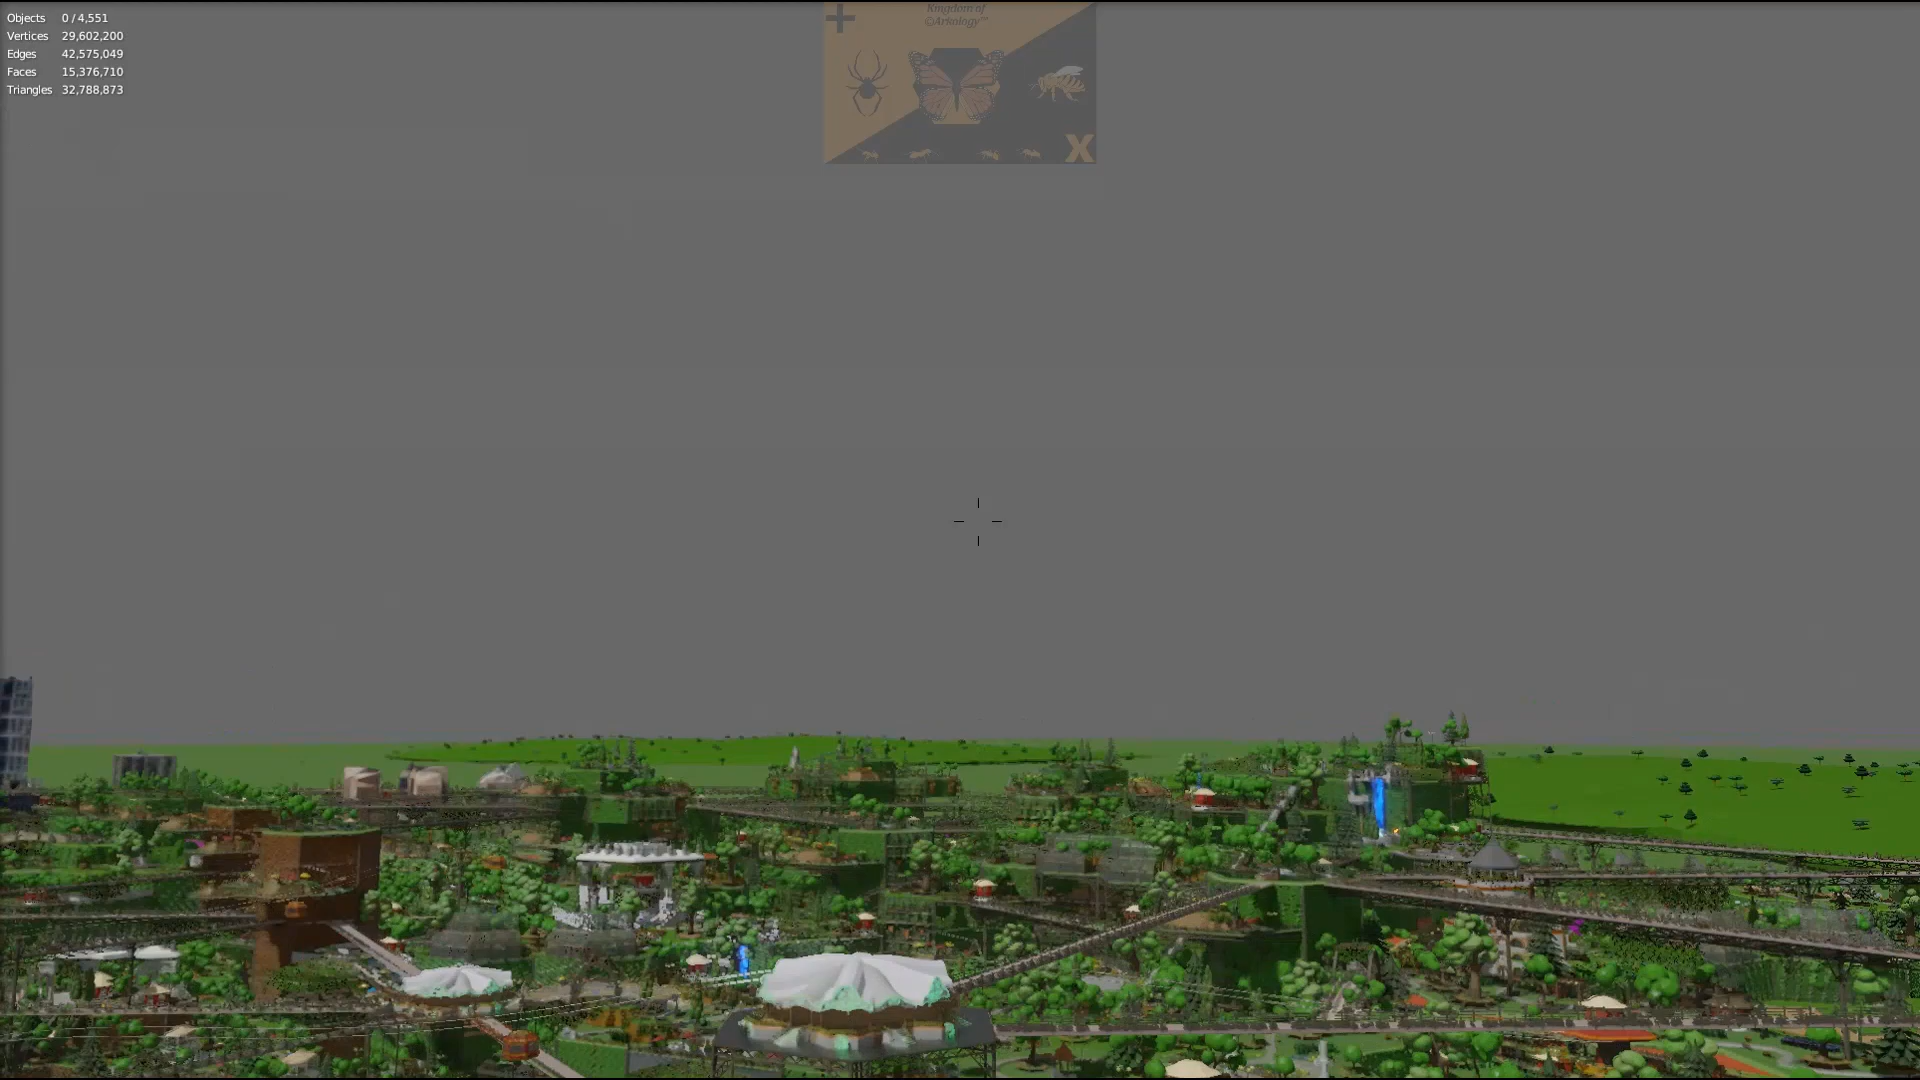 Objects 0 / 4,551
Vertices 29,602,200
Edges 42,575,049
Faces 15,376,710
Triangles 32,788,873
Kingdom of
©Arkology™
X